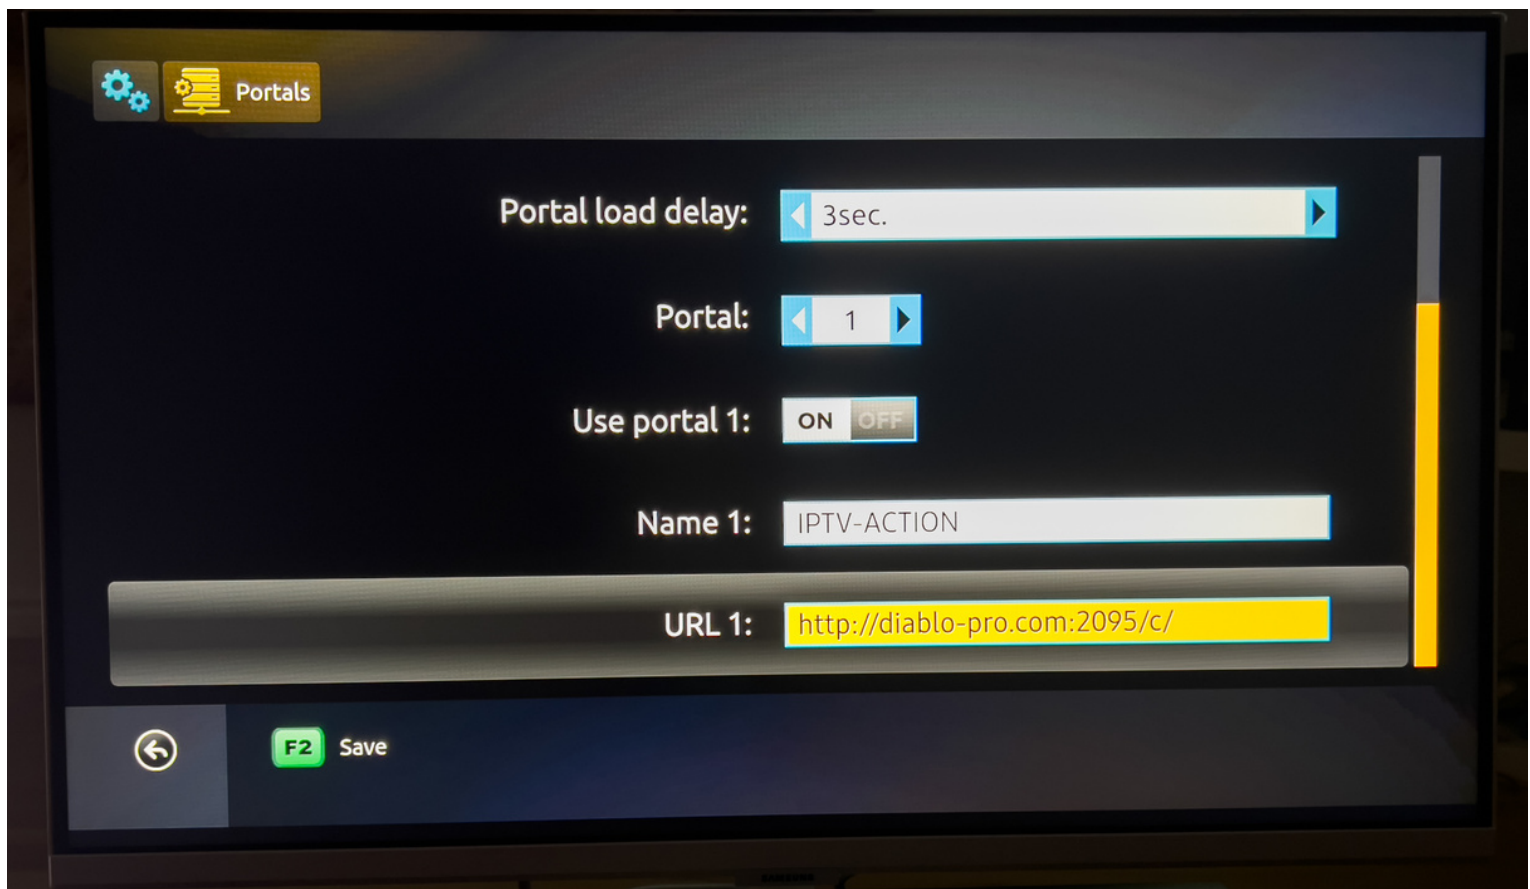 Portals
Portal load delay: 3sec.
Portal: 1
Use portal 1: ON OFF
Name 1: IPTV-ACTION
URL 1: http://diablo-pro.com:2095/c/
F2 Save
SAMSUNG